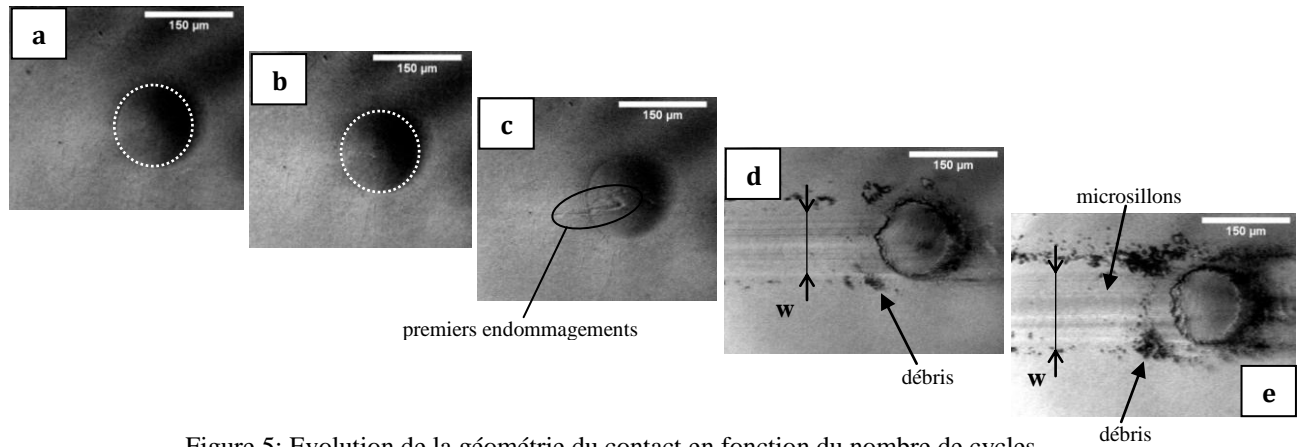 a
150 µm
b
150 µm
c
150 µm
premiers endommagements
d
150 µm
w
débris
microsillons
150 µm
w
e
débris
Figure 5: Evolution de la géométrie du contact en fonction du nombre de cycles